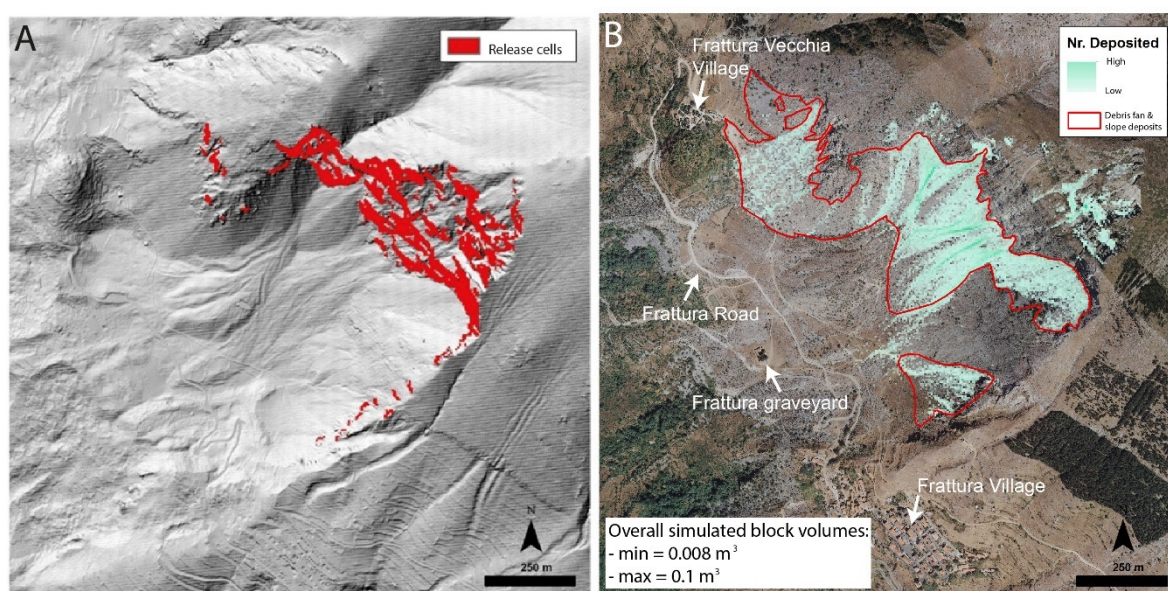 A
Release cells
N
250 m
B
Frattura Vecchia
Village
Nr. Deposited
High
Low
Debris fan &
slope deposits
Frattura Road
Frattura graveyard
Frattura Village
Overall simulated block volumes:
- min = 0.008 m³
- max = 0.1 m³
N
250 m